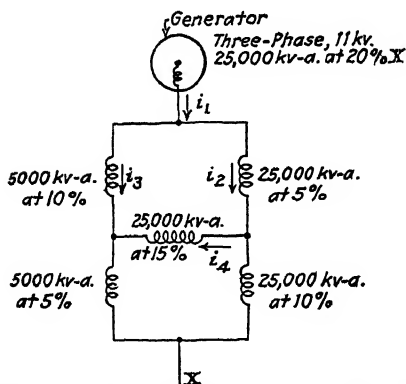 Generator
Three-Phase, 11 kv.
25,000 kv-a. at 20% X
i1
5000 kv-a.
at 10%
i3
i2
25,000 kv-a.
at 5%
25,000 kv-a.
at 15%
i4
5000 kv-a.
at 5%
25,000 kv-a.
at 10%
X